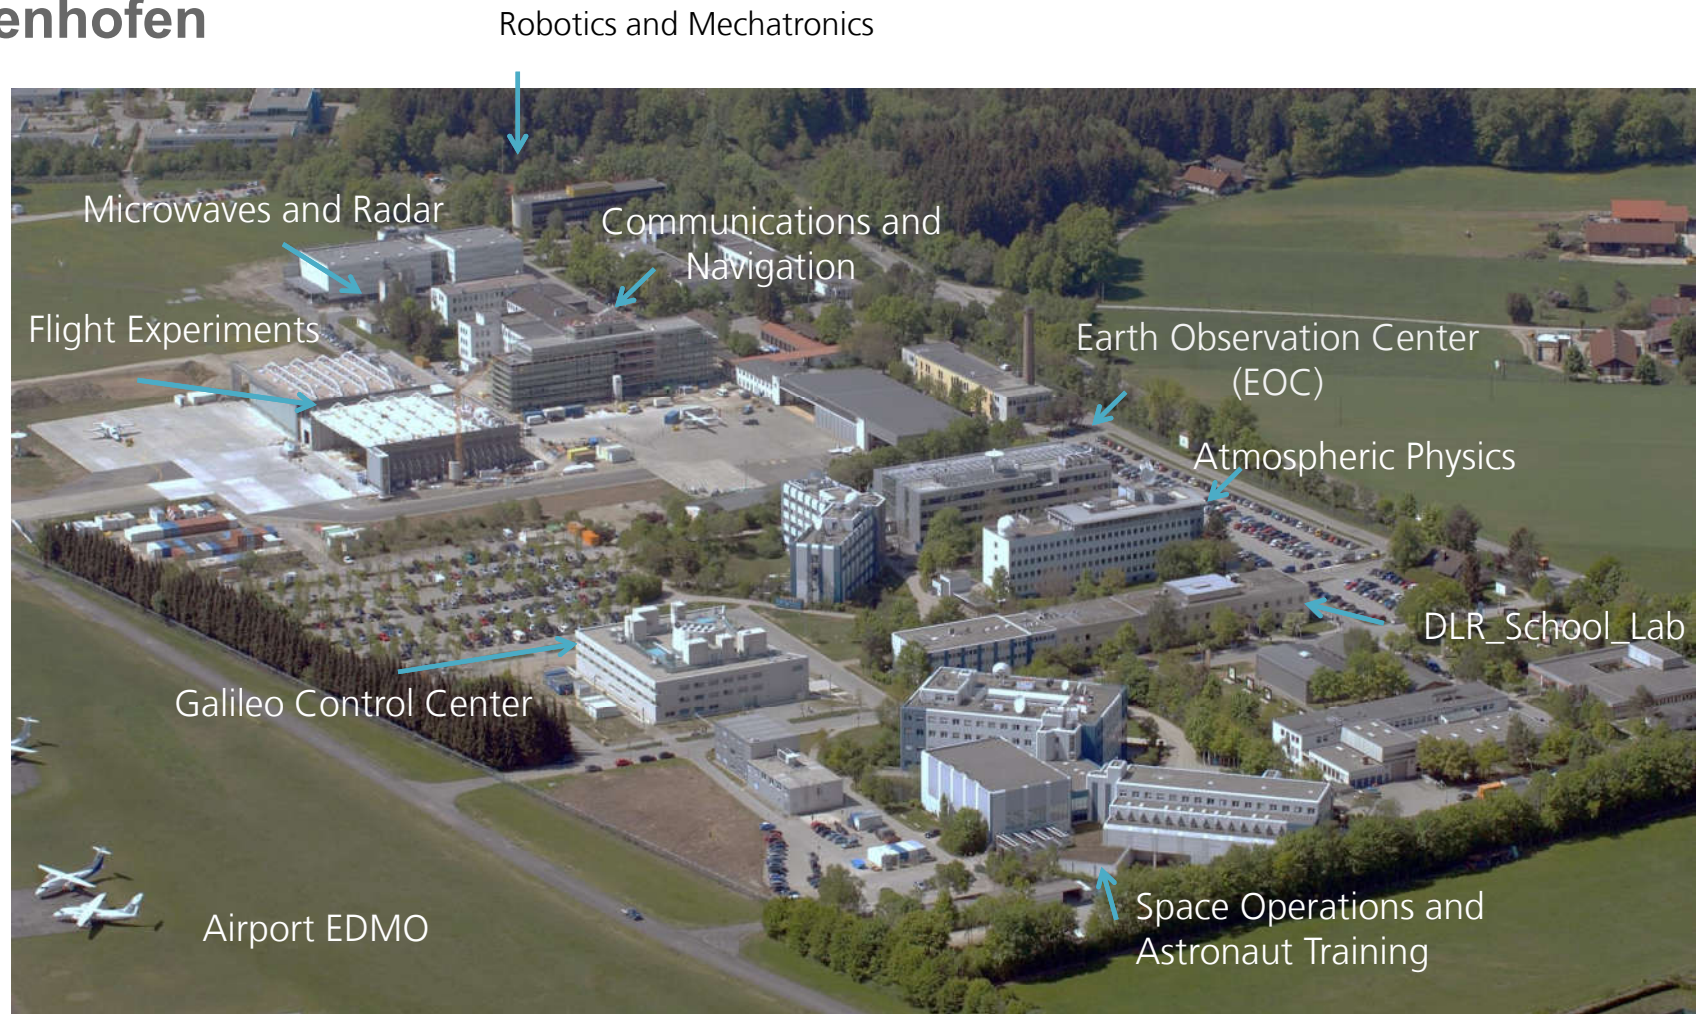 enhofen
Robotics and Mechatronics
Microwaves and Radar
Communications and
Navigation
Flight Experiments
Earth Observation Center
(EOC)
Atmospheric Physics
DLR_School_Lab
Galileo Control Center
Space Operations and
Astronaut Training
Airport EDMO